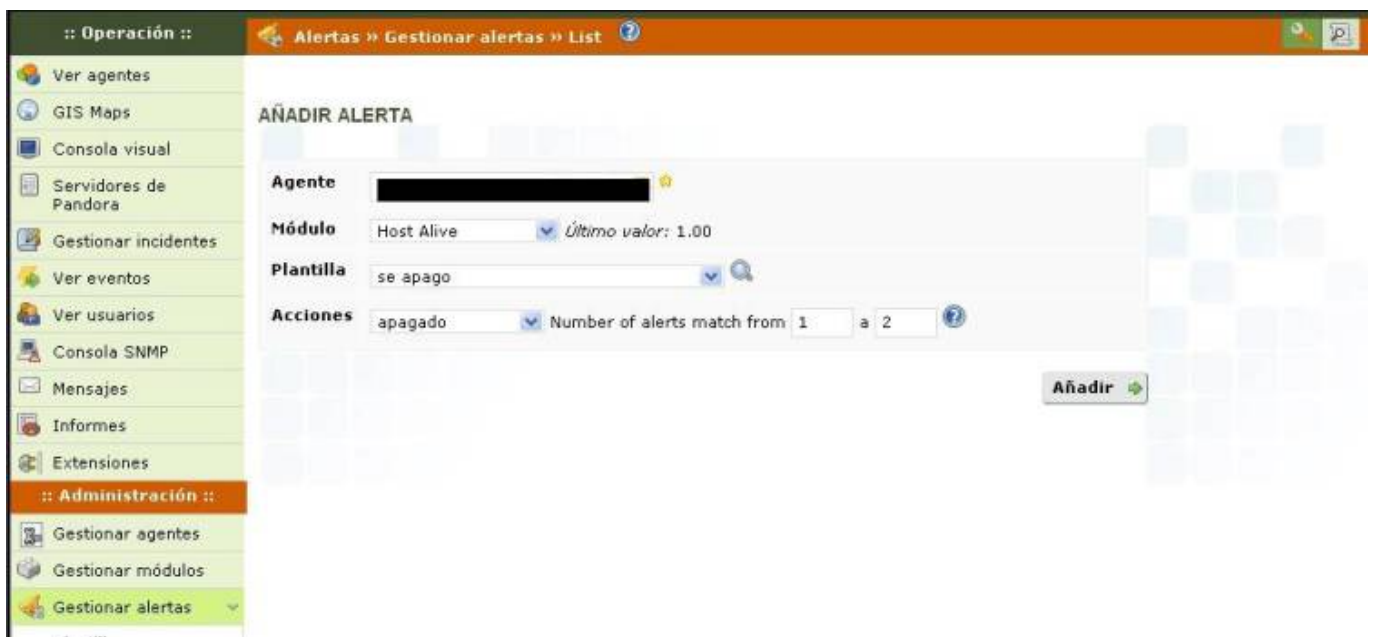 :: Operación ::
Alertas » Gestionar alertas » List
Ver agentes
GIS Maps
Consola visual
Servidores de
Pandora
Gestionar incidentes
Ver eventos
Ver usuarios
Consola SNMP
Mensajes
Informes
Extensiones
:: Administración ::
Gestionar agentes
Gestionar módulos
Gestionar alertas
AÑADIR ALERTA
Agente
Módulo Host Alive Último valor: 1.00
Plantilla se apago
Acciones apagado Number of alerts match from 1 a 2
Añadir